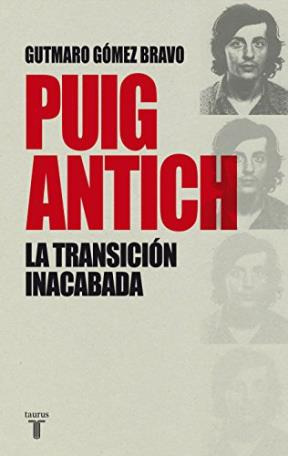 GUTMARO GÓMEZ BRAVO
PUIG
ANTICH
LA TRANSICIÓN
INACABADA
taurus
T